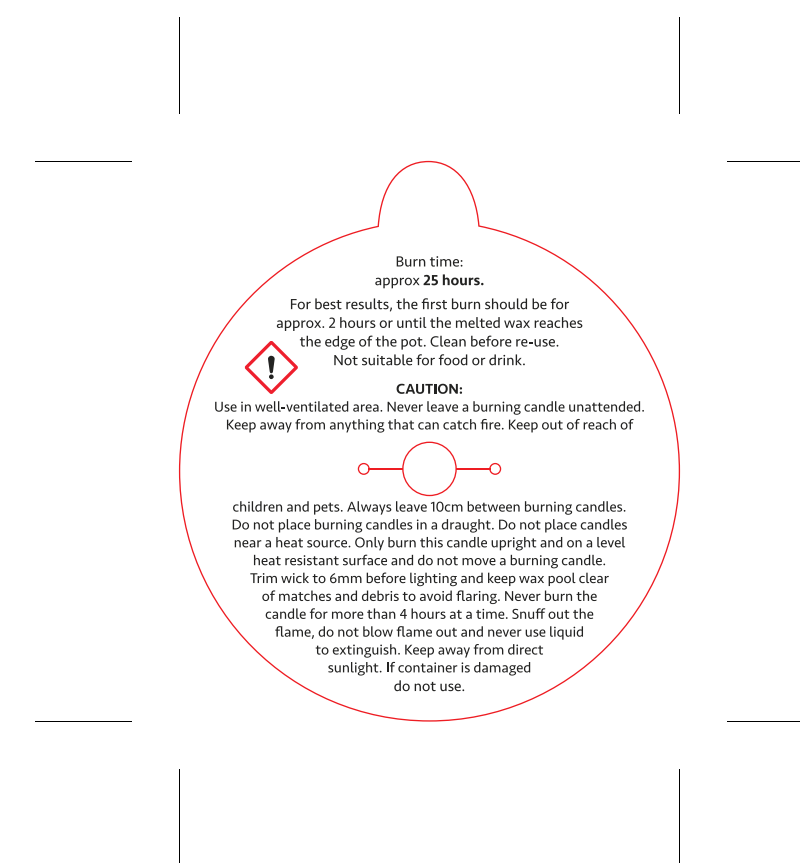 Burn time:
approx 25 hours.
For best results, the first burn should be for
approx. 2 hours or until the melted wax reaches
the edge of the pot. Clean before re-use.
Not suitable for food or drink.
CAUTION:
Use in well-ventilated area. Never leave a burning candle unattended.
Keep away from anything that can catch fire. Keep out of reach of
children and pets. Always leave 10cm between burning candles.
Do not place burning candles in a draught. Do not place candles
near a heat source. Only burn this candle upright and on a level
heat resistant surface and do not move a burning candle.
Trim wick to 6mm before lighting and keep wax pool clear
of matches and debris to avoid flaring. Never burn the
candle for more than 4 hours at a time. Snuff out the
flame, do not blow flame out and never use liquid
to extinguish. Keep away from direct
sunlight. If container is damaged
do not use.